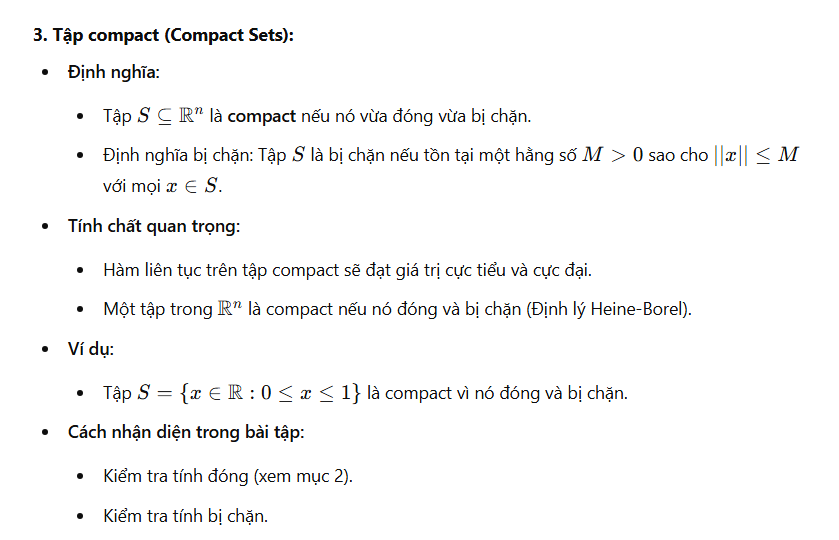 3. Tập compact (Compact Sets):
• Định nghĩa:
• Tập S ⊆ ℝⁿ là compact nếu nó vừa đóng vừa bị chặn.
• Định nghĩa bị chặn: Tập S là bị chặn nếu tồn tại một hằng số M > 0 sao cho ||x|| ≤ M
với mọi x ∈ S.
• Tính chất quan trọng:
• Hàm liên tục trên tập compact sẽ đạt giá trị cực tiểu và cực đại.
• Một tập trong ℝⁿ là compact nếu nó đóng và bị chặn (Định lý Heine-Borel).
• Ví dụ:
• Tập S = {x ∈ ℝ : 0 ≤ x ≤ 1} là compact vì nó đóng và bị chặn.
• Cách nhận diện trong bài tập:
• Kiểm tra tính đóng (xem mục 2).
• Kiểm tra tính bị chặn.